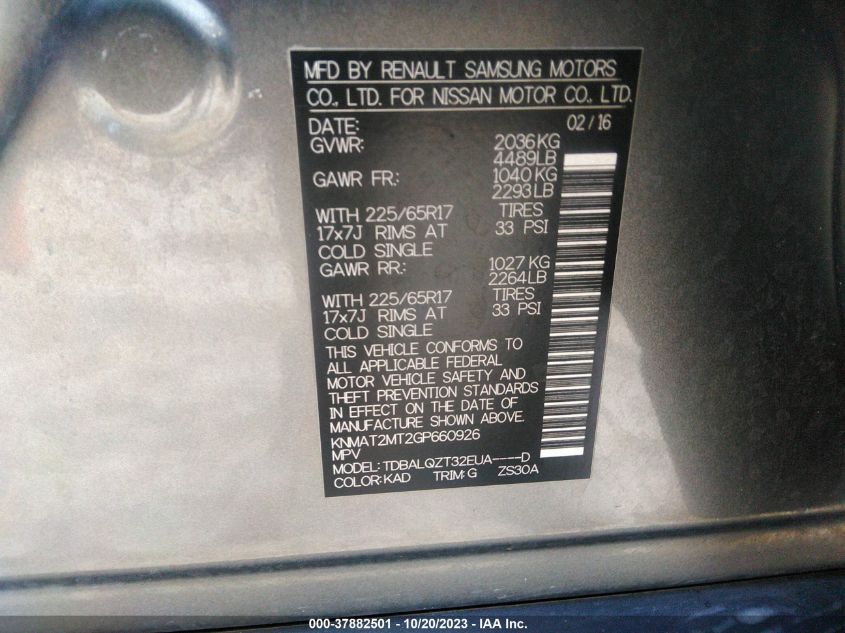 MFD BY RENAULT SAMSUNG MOTORS
CO., LTD. FOR NISSAN MOTOR CO., LTD.
DATE: 02/16
GVWR: 2036KG
4489LB
GAWR FR.: 1040KG
2293LB
WITH 225/65R17 TIRES
17x7J RIMS AT 33 PSI
COLD SINGLE
GAWR RR.: 1027KG
2264LB
WITH 225/65R17 TIRES
17x7J RIMS AT 33 PSI
COLD SINGLE
THIS VEHICLE CONFORMS TO
ALL APPLICABLE FEDERAL
MOTOR VEHICLE SAFETY AND
THEFT PREVENTION STANDARDS
IN EFFECT ON THE DATE OF
MANUFACTURE SHOWN ABOVE.
KNMAT2MT2GP660926
MPV
MODEL: TDBALQZT32EUA----D
COLOR: KAD TRIM: G ZS30A
000-37882501 - 10/20/2023 - IAA Inc.